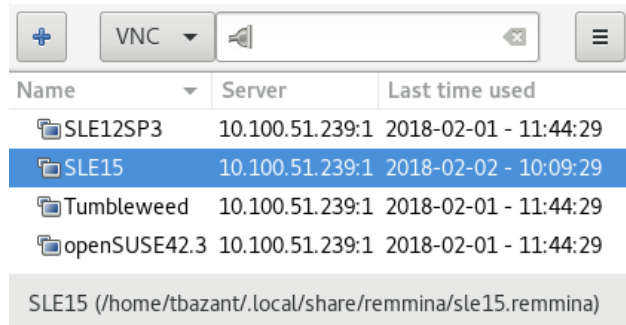 VNC
Name Server Last time used
SLE12SP3 10.100.51.239:1 2018-02-01 - 11:44:29
SLE15 10.100.51.239:1 2018-02-02 - 10:09:29
Tumbleweed 10.100.51.239:1 2018-02-01 - 11:44:29
openSUSE42.3 10.100.51.239:1 2018-02-01 - 11:44:29
SLE15 (/home/tbazant/.local/share/remmina/sle15.remmina)